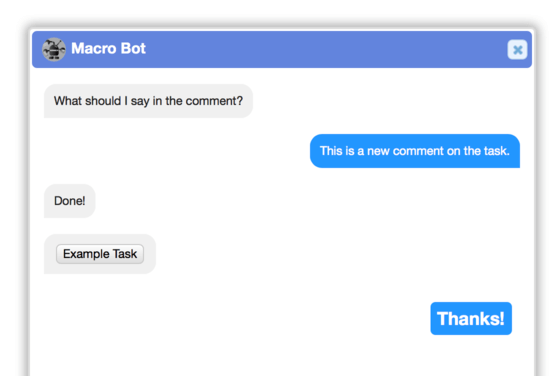 Macro Bot
What should I say in the comment?
This is a new comment on the task.
Done!
Example Task
Thanks!